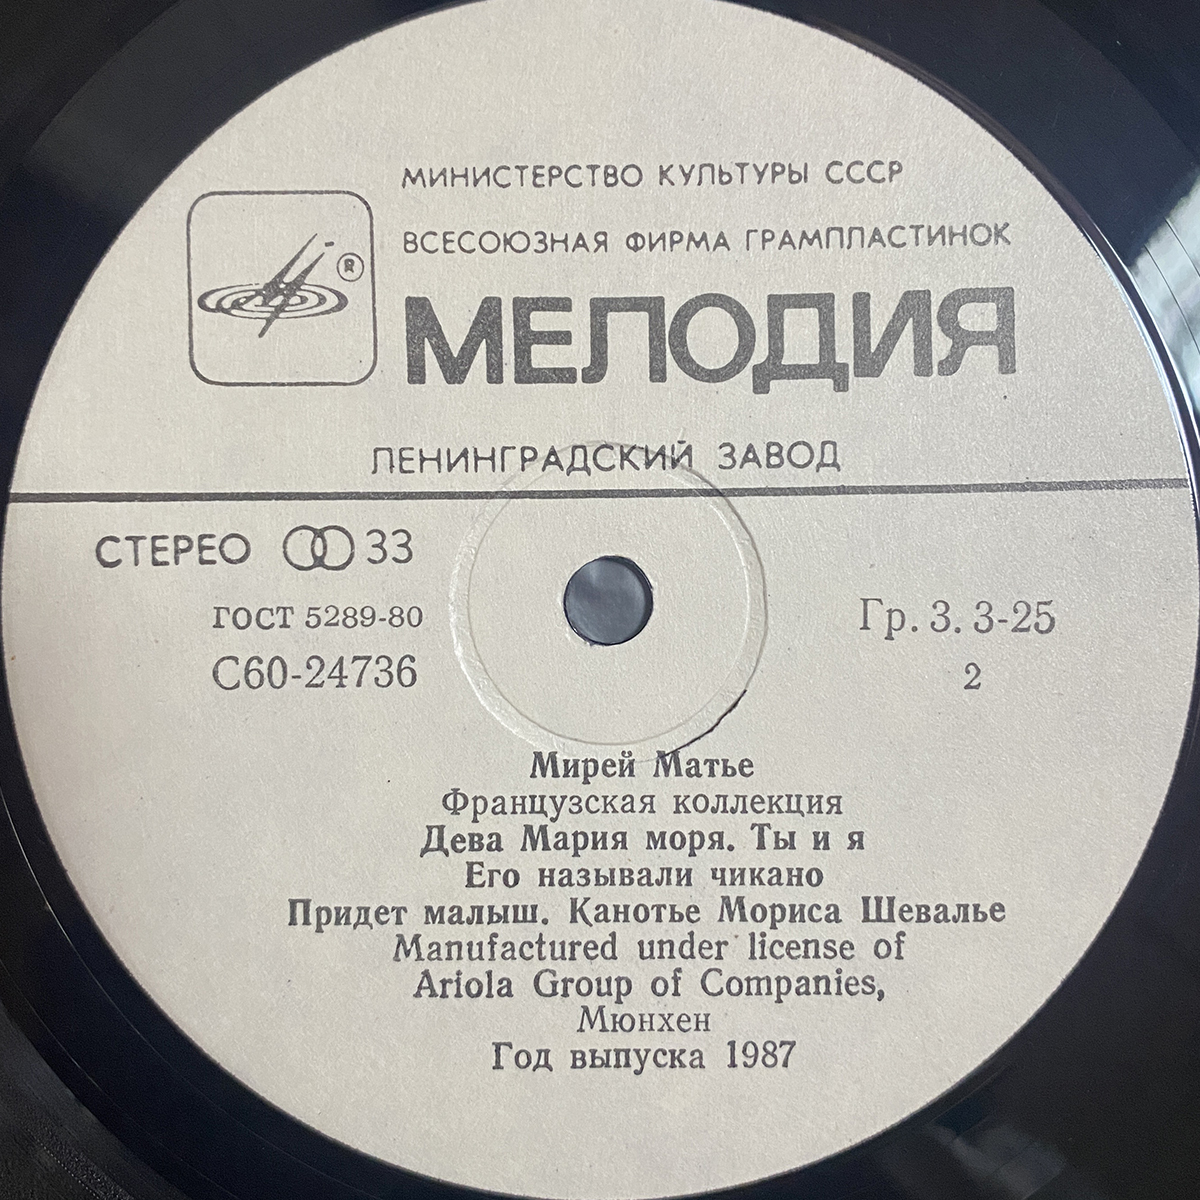 МИНИСТЕРСТВО КУЛЬТУРЫ СССР
ВСЕСОЮЗНАЯ ФИРМА ГРАМПЛАСТИНОК
®
МЕЛОДИЯ
ЛЕНИНГРАДСКИЙ ЗАВОД
СТЕРЕО 33
ГОСТ 5289-80
С60-24736
Гр. 3. 3-25
2
Мирей Матье
Французская коллекция
Дева Мария моря. Ты и я
Его называли чикано
Придет малыш. Канотье Мориса Шевалье
Manufactured under license of
Ariola Group of Companies,
Мюнхен
Год выпуска 1987